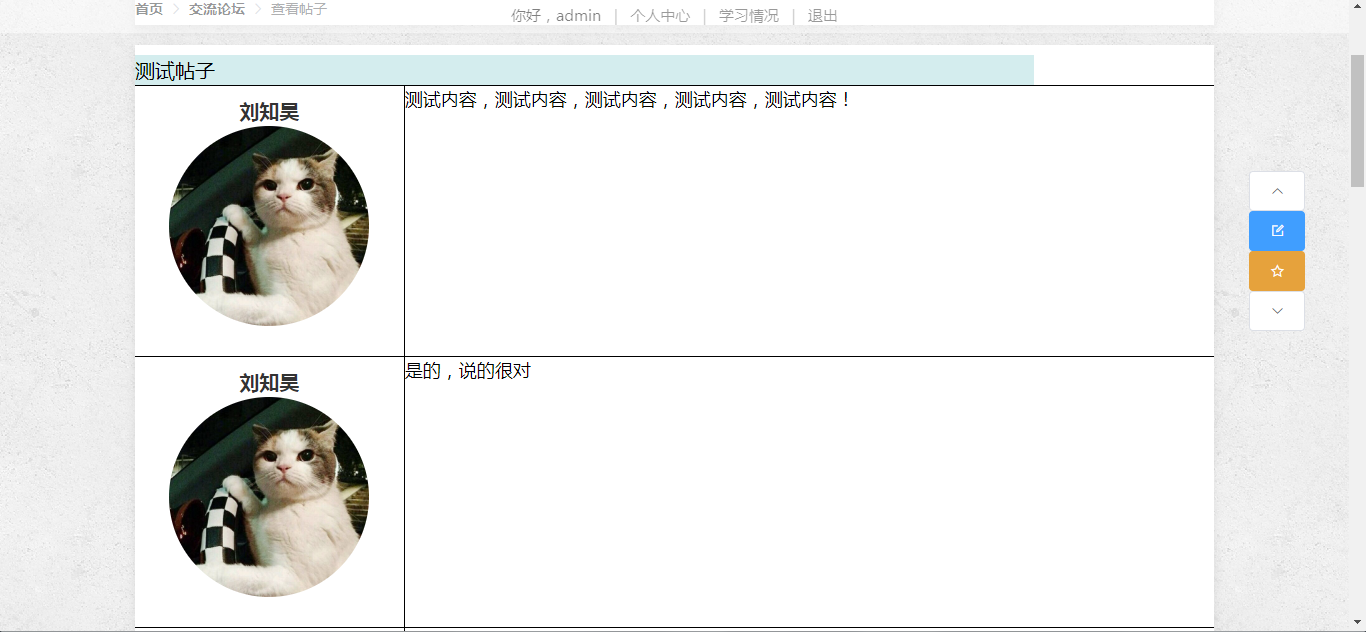 首页 交流论坛 查看帖子
你好，admin | 个人中心 | 学习情况 | 退出
测试帖子
刘知昊
测试内容，测试内容，测试内容，测试内容，测试内容！
刘知昊
是的，说的很对